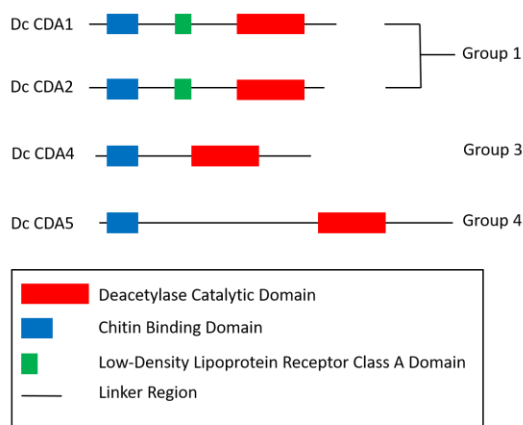 Dc CDA1
Group 1
Dc CDA2
Dc CDA4 Group 3
Dc CDA5 Group 4
Deacetylase Catalytic Domain
Chitin Binding Domain
Low-Density Lipoprotein Receptor Class A Domain
Linker Region